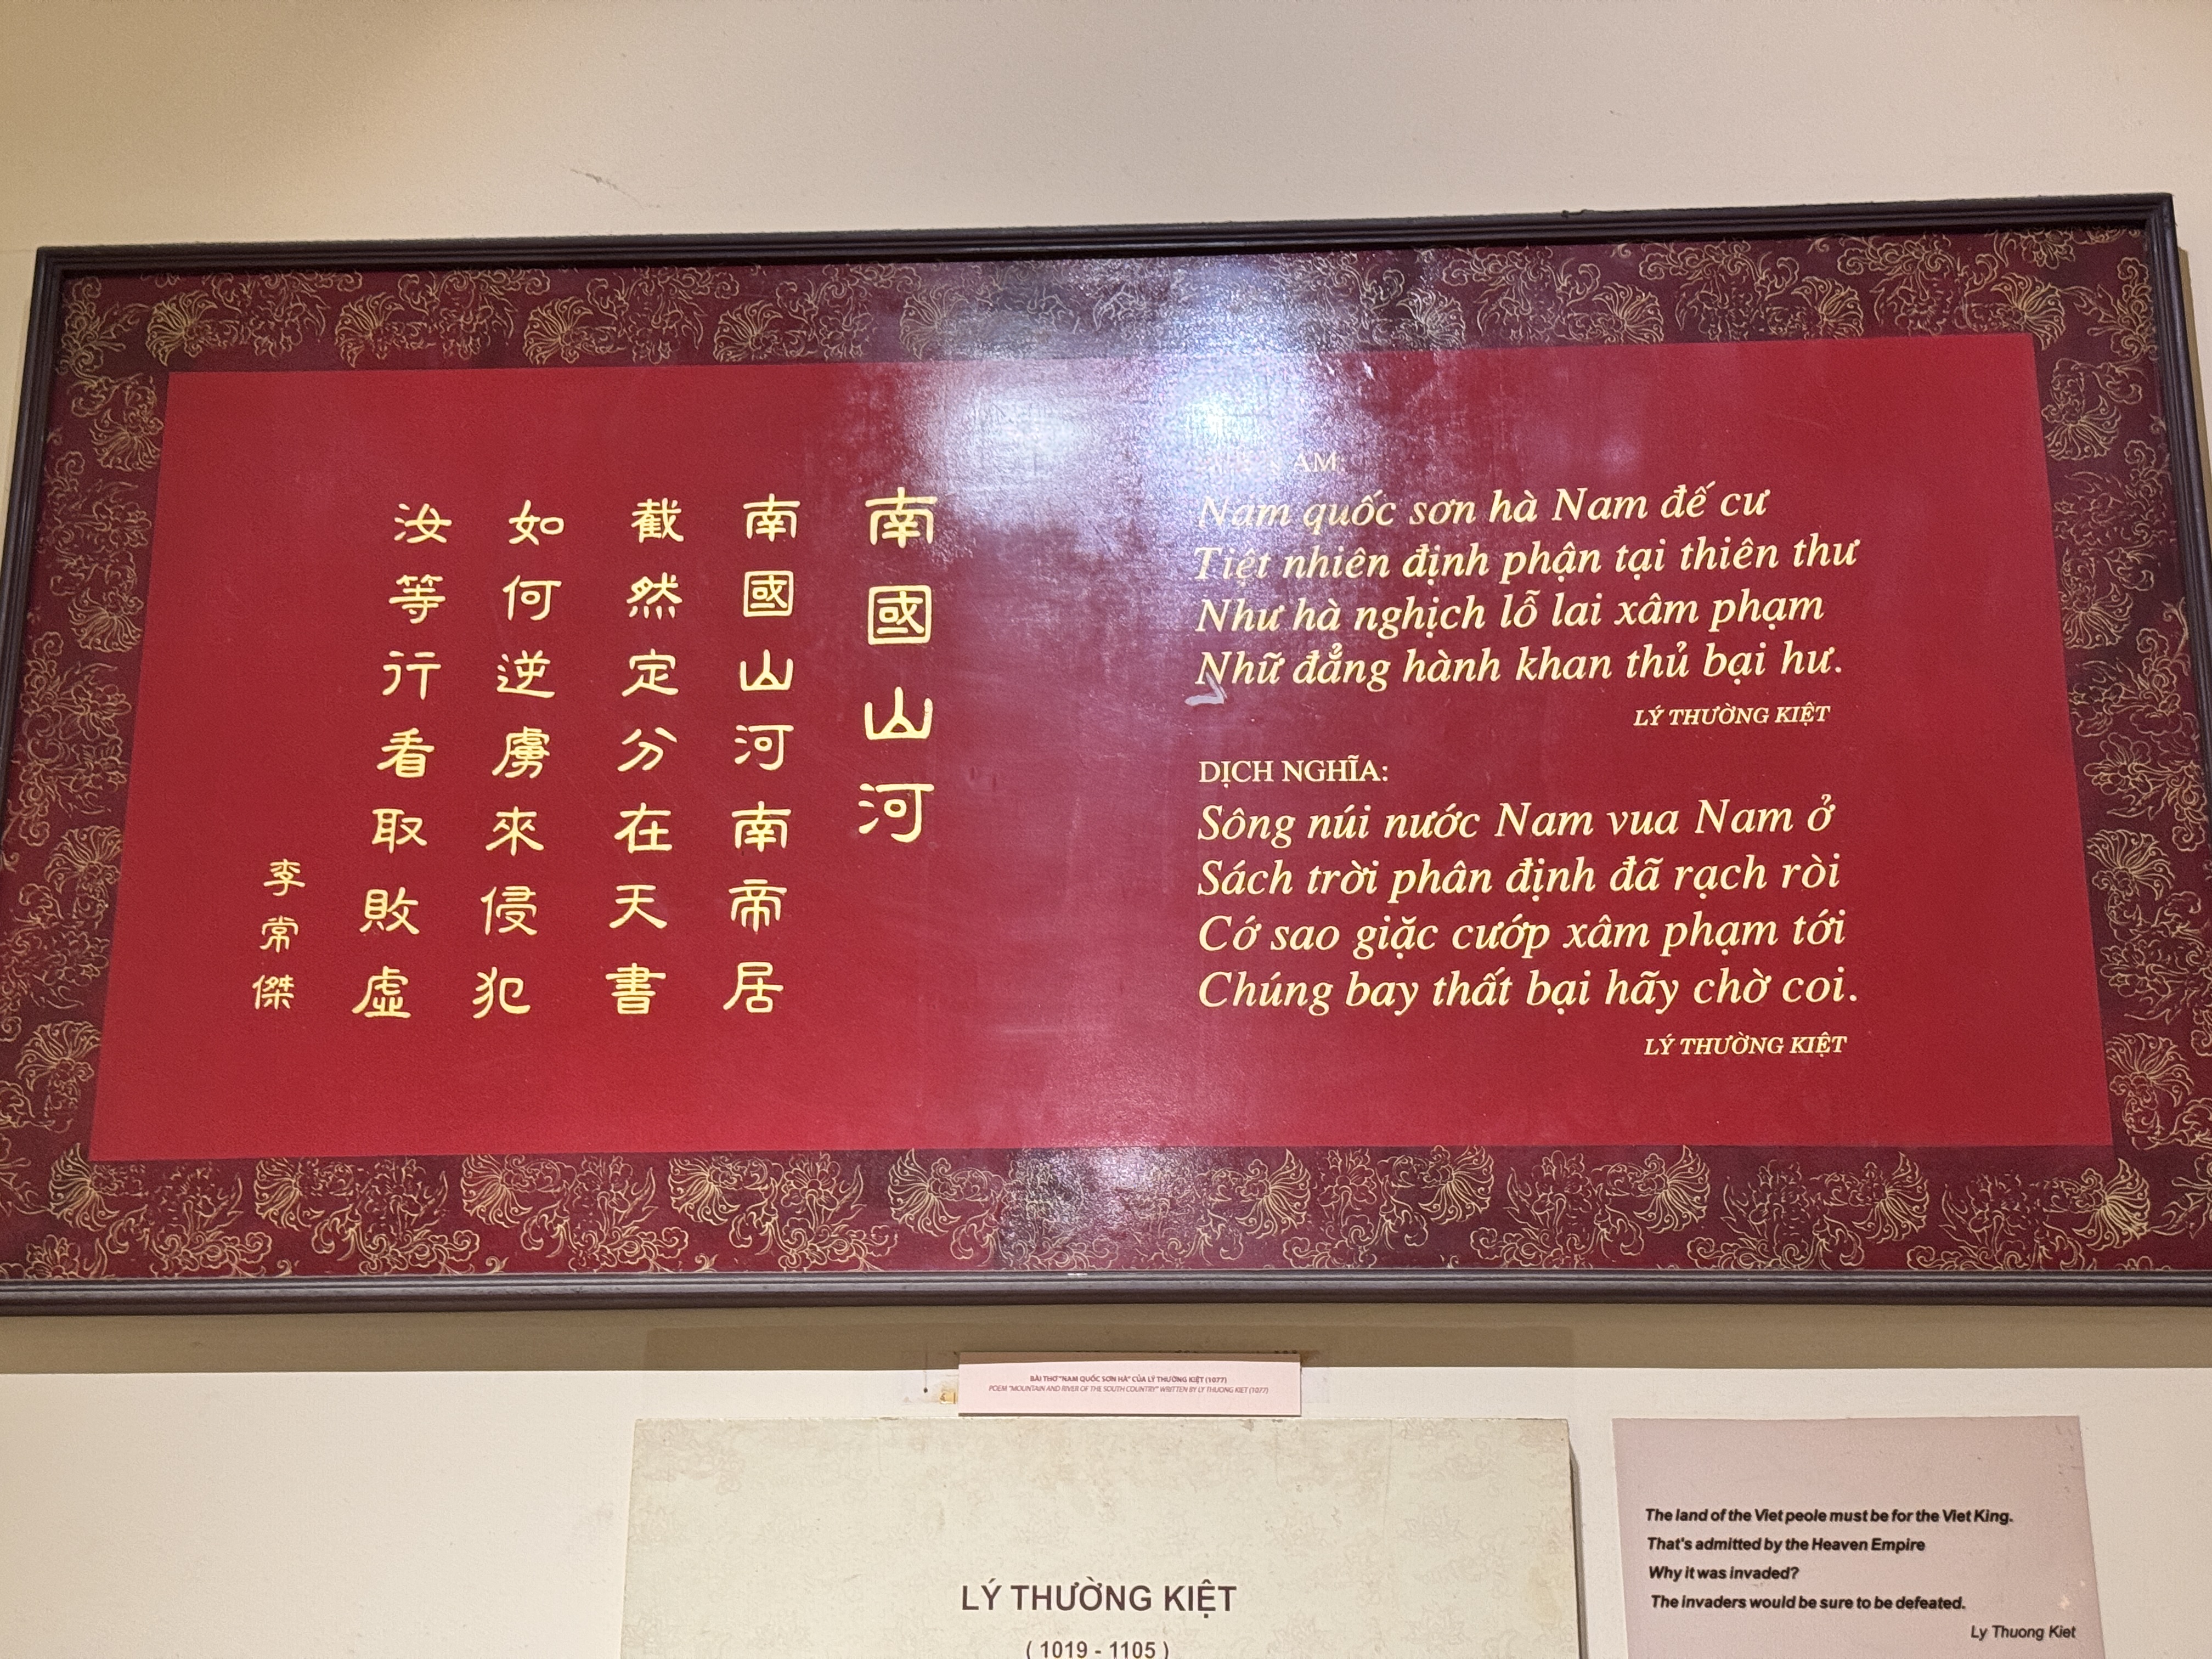 南國山河
南國山河南帝居
截然定分在天書
如何逆虜來侵犯
汝等行看取敗虛
李常傑
AM:
Nam quốc sơn hà Nam đế cư
Tiệt nhiên định phận tại thiên thư
Như hà nghịch lỗ lai xâm phạm
Nhữ đẳng hành khan thủ bại hư.
LÝ THƯỜNG KIỆT
DỊCH NGHĨA:
Sông núi nước Nam vua Nam ở
Sách trời phân định đã rạch ròi
Cớ sao giặc cướp xâm phạm tới
Chúng bay thất bại hãy chờ coi.
LÝ THƯỜNG KIỆT
BÀI THƠ "NAM QUỐC SƠN HÀ" CỦA LÝ THƯỜNG KIỆT (1077)
POEM "MOUNTAIN AND RIVER OF THE SOUTH COUNTRY" WRITTEN BY LY THUONG KIET (1077)
LÝ THƯỜNG KIỆT
( 1019 - 1105 )
The land of the Viet peole must be for the Viet King.
That's admitted by the Heaven Empire
Why it was invaded?
The invaders would be sure to be defeated.
Ly Thuong Kiet